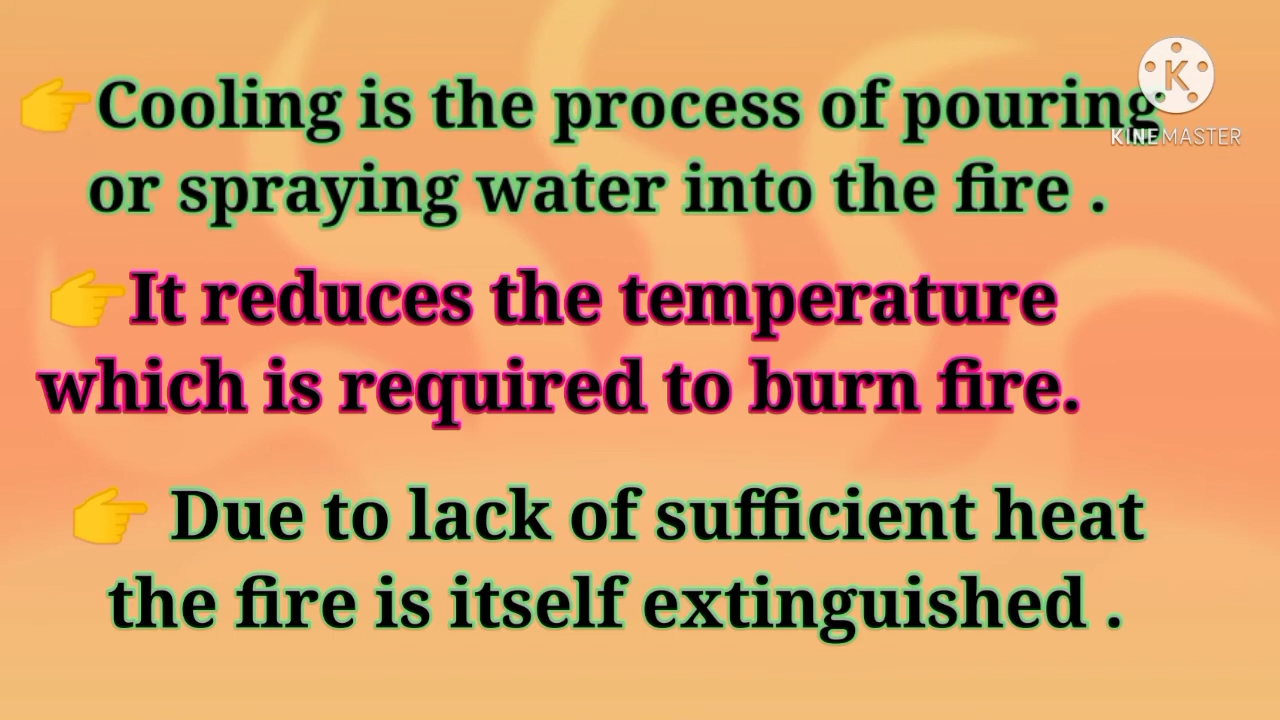 👉Cooling is the process of pouring
or spraying water into the fire .
👉It reduces the temperature
which is required to burn fire.
👉 Due to lack of sufficient heat
the fire is itself extinguished .
K
KINEMASTER